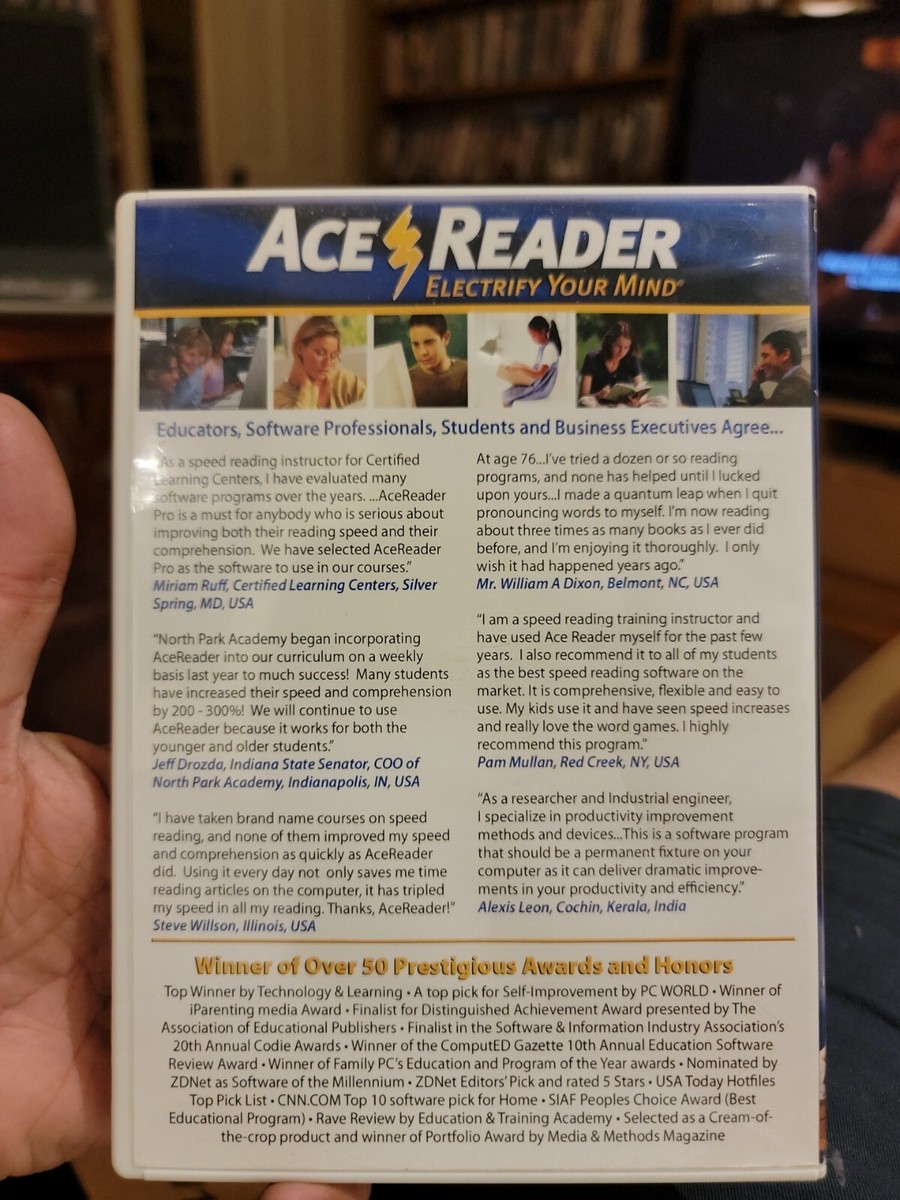 ACE READER
ELECTRIFY YOUR MIND®
Educators, Software Professionals, Students and Business Executives Agree...
"As a speed reading instructor for Certified
Learning Centers, I have evaluated many
software programs over the years. ...AceReader
Pro is a must for anybody who is serious about
improving both their reading speed and their
comprehension. We have selected AceReader
Pro as the software to use in our courses."
Miriam Ruff, Certified Learning Centers, Silver
Spring, MD, USA
"North Park Academy began incorporating
AceReader into our curriculum on a weekly
basis last year to much success! Many students
have increased their speed and comprehension
by 200 - 300%! We will continue to use
AceReader because it works for both the
younger and older students."
Jeff Drozda, Indiana State Senator, COO of
North Park Academy, Indianapolis, IN, USA
"I have taken brand name courses on speed
reading, and none of them improved my speed
and comprehension as quickly as AceReader
did. Using it every day not only saves me time
reading articles on the computer, it has tripled
my speed in all my reading. Thanks, AceReader!"
Steve Willson, Illinois, USA
At age 76...I've tried a dozen or so reading
programs, and none has helped until I lucked
upon yours...I made a quantum leap when I quit
pronouncing words to myself. I'm now reading
about three times as many books as I ever did
before, and I'm enjoying it thoroughly. I only
wish it had happened years ago."
Mr. William A Dixon, Belmont, NC, USA
"I am a speed reading training instructor and
have used Ace Reader myself for the past few
years. I also recommend it to all of my students
as the best speed reading software on the
market. It is comprehensive, flexible and easy to
use. My kids use it and have seen speed increases
and really love the word games. I highly
recommend this program."
Pam Mullan, Red Creek, NY, USA
"As a researcher and Industrial engineer,
I specialize in productivity improvement
methods and devices...This is a software program
that should be a permanent fixture on your
computer as it can deliver dramatic improve-
ments in your productivity and efficiency."
Alexis Leon, Cochin, Kerala, India
Winner of Over 50 Prestigious Awards and Honors
Top Winner by Technology & Learning • A top pick for Self-Improvement by PC WORLD • Winner of
iParenting media Award • Finalist for Distinguished Achievement Award presented by The
Association of Educational Publishers • Finalist in the Software & Information Industry Association's
20th Annual Codie Awards • Winner of the ComputED Gazette 10th Annual Education Software
Review Award • Winner of Family PC's Education and Program of the Year awards • Nominated by
ZDNet as Software of the Millennium • ZDNet Editors' Pick and rated 5 Stars • USA Today Hotfiles
Top Pick List • CNN.COM Top 10 software pick for Home • SIAF Peoples Choice Award (Best
Educational Program) • Rave Review by Education & Training Academy • Selected as a Cream-of-
the-crop product and winner of Portfolio Award by Media & Methods Magazine